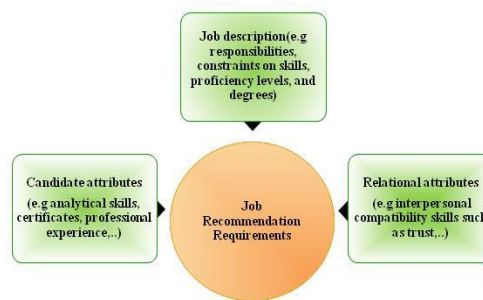 Job description(e.g
responsibilities,
constraints on skills,
proficiency levels, and
degrees)
Candidate attributes
(e.g analytical skills,
certificates, professional
experience,..)
Job
Recommendation
Requirements
Relational attributes
(e.g interpersonal
compatibility skills such
as trust,..)